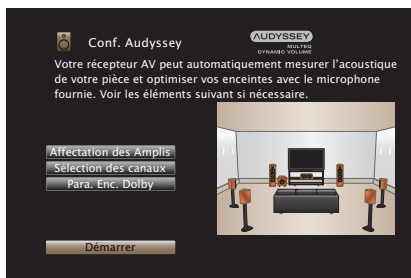 Conf. Audyssey
AUDYSSEY
MULTEQ
DYNAMIC VOLUME
Votre récepteur AV peut automatiquement mesurer l'acoustique
de votre pièce et optimiser vos enceintes avec le microphone
fournie. Voir les éléments suivant si nécessaire.
Affectation des Amplis
Sélection des canaux
Para. Enc. Dolby
Démarrer